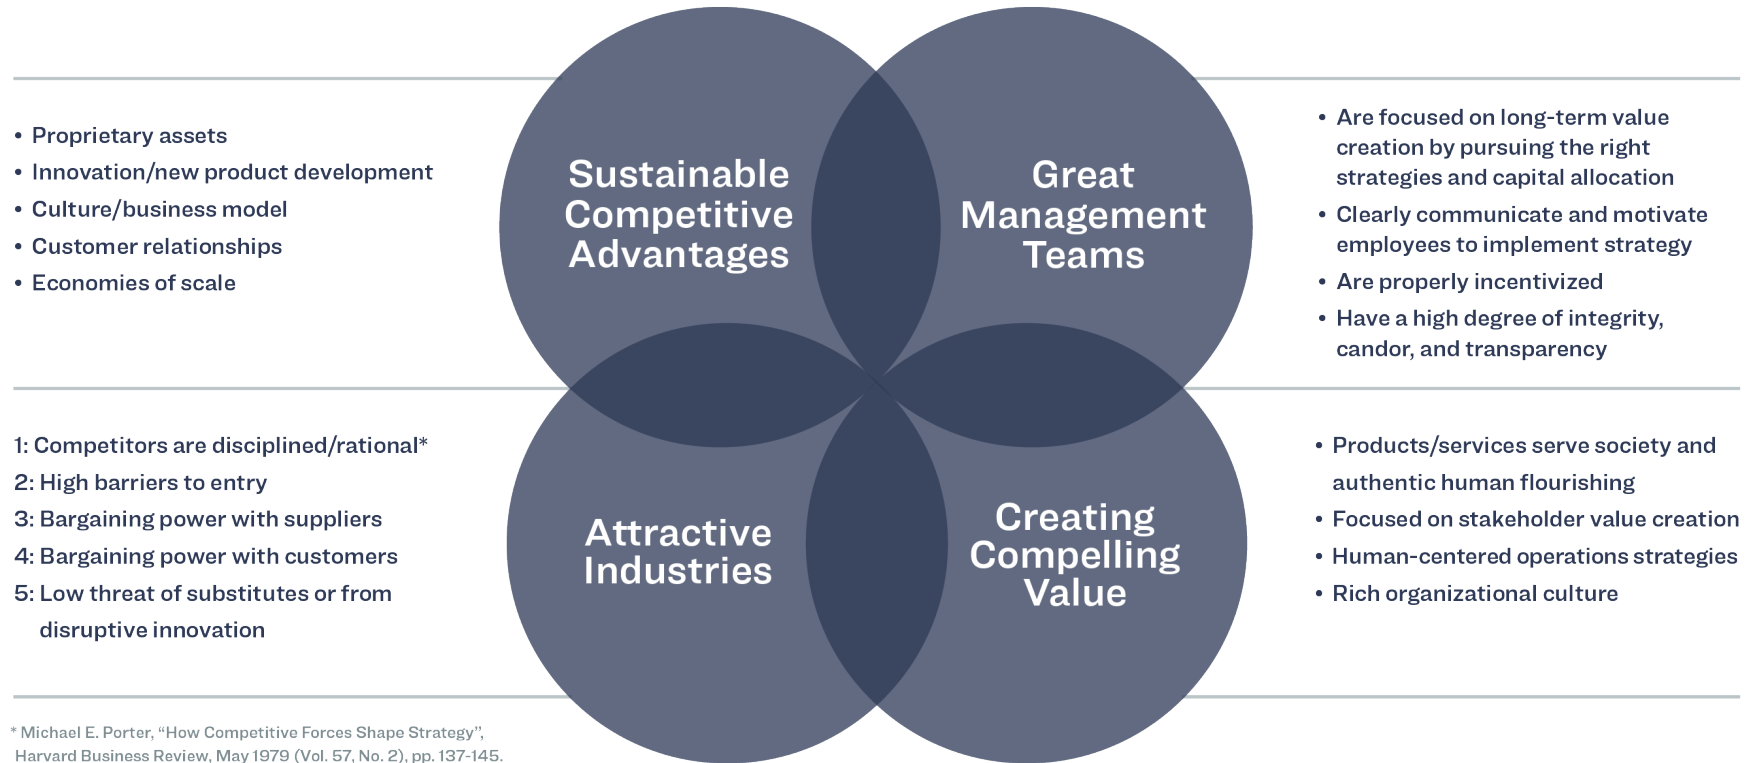 • Proprietary assets
• Innovation/new product development
• Culture/business model
• Customer relationships
• Economies of scale
Sustainable
Competitive
Advantages
Great
Management
Teams
• Are focused on long-term value
creation by pursuing the right
strategies and capital allocation
• Clearly communicate and motivate
employees to implement strategy
• Are properly incentivized
• Have a high degree of integrity,
candor, and transparency
1: Competitors are disciplined/rational*
2: High barriers to entry
3: Bargaining power with suppliers
4: Bargaining power with customers
5: Low threat of substitutes or from
disruptive innovation
Attractive
Industries
Creating
Compelling
Value
• Products/services serve society and
authentic human flourishing
• Focused on stakeholder value creation
• Human-centered operations strategies
• Rich organizational culture
* Michael E. Porter, “How Competitive Forces Shape Strategy”,
Harvard Business Review, May 1979 (Vol. 57, No. 2), pp. 137-145.